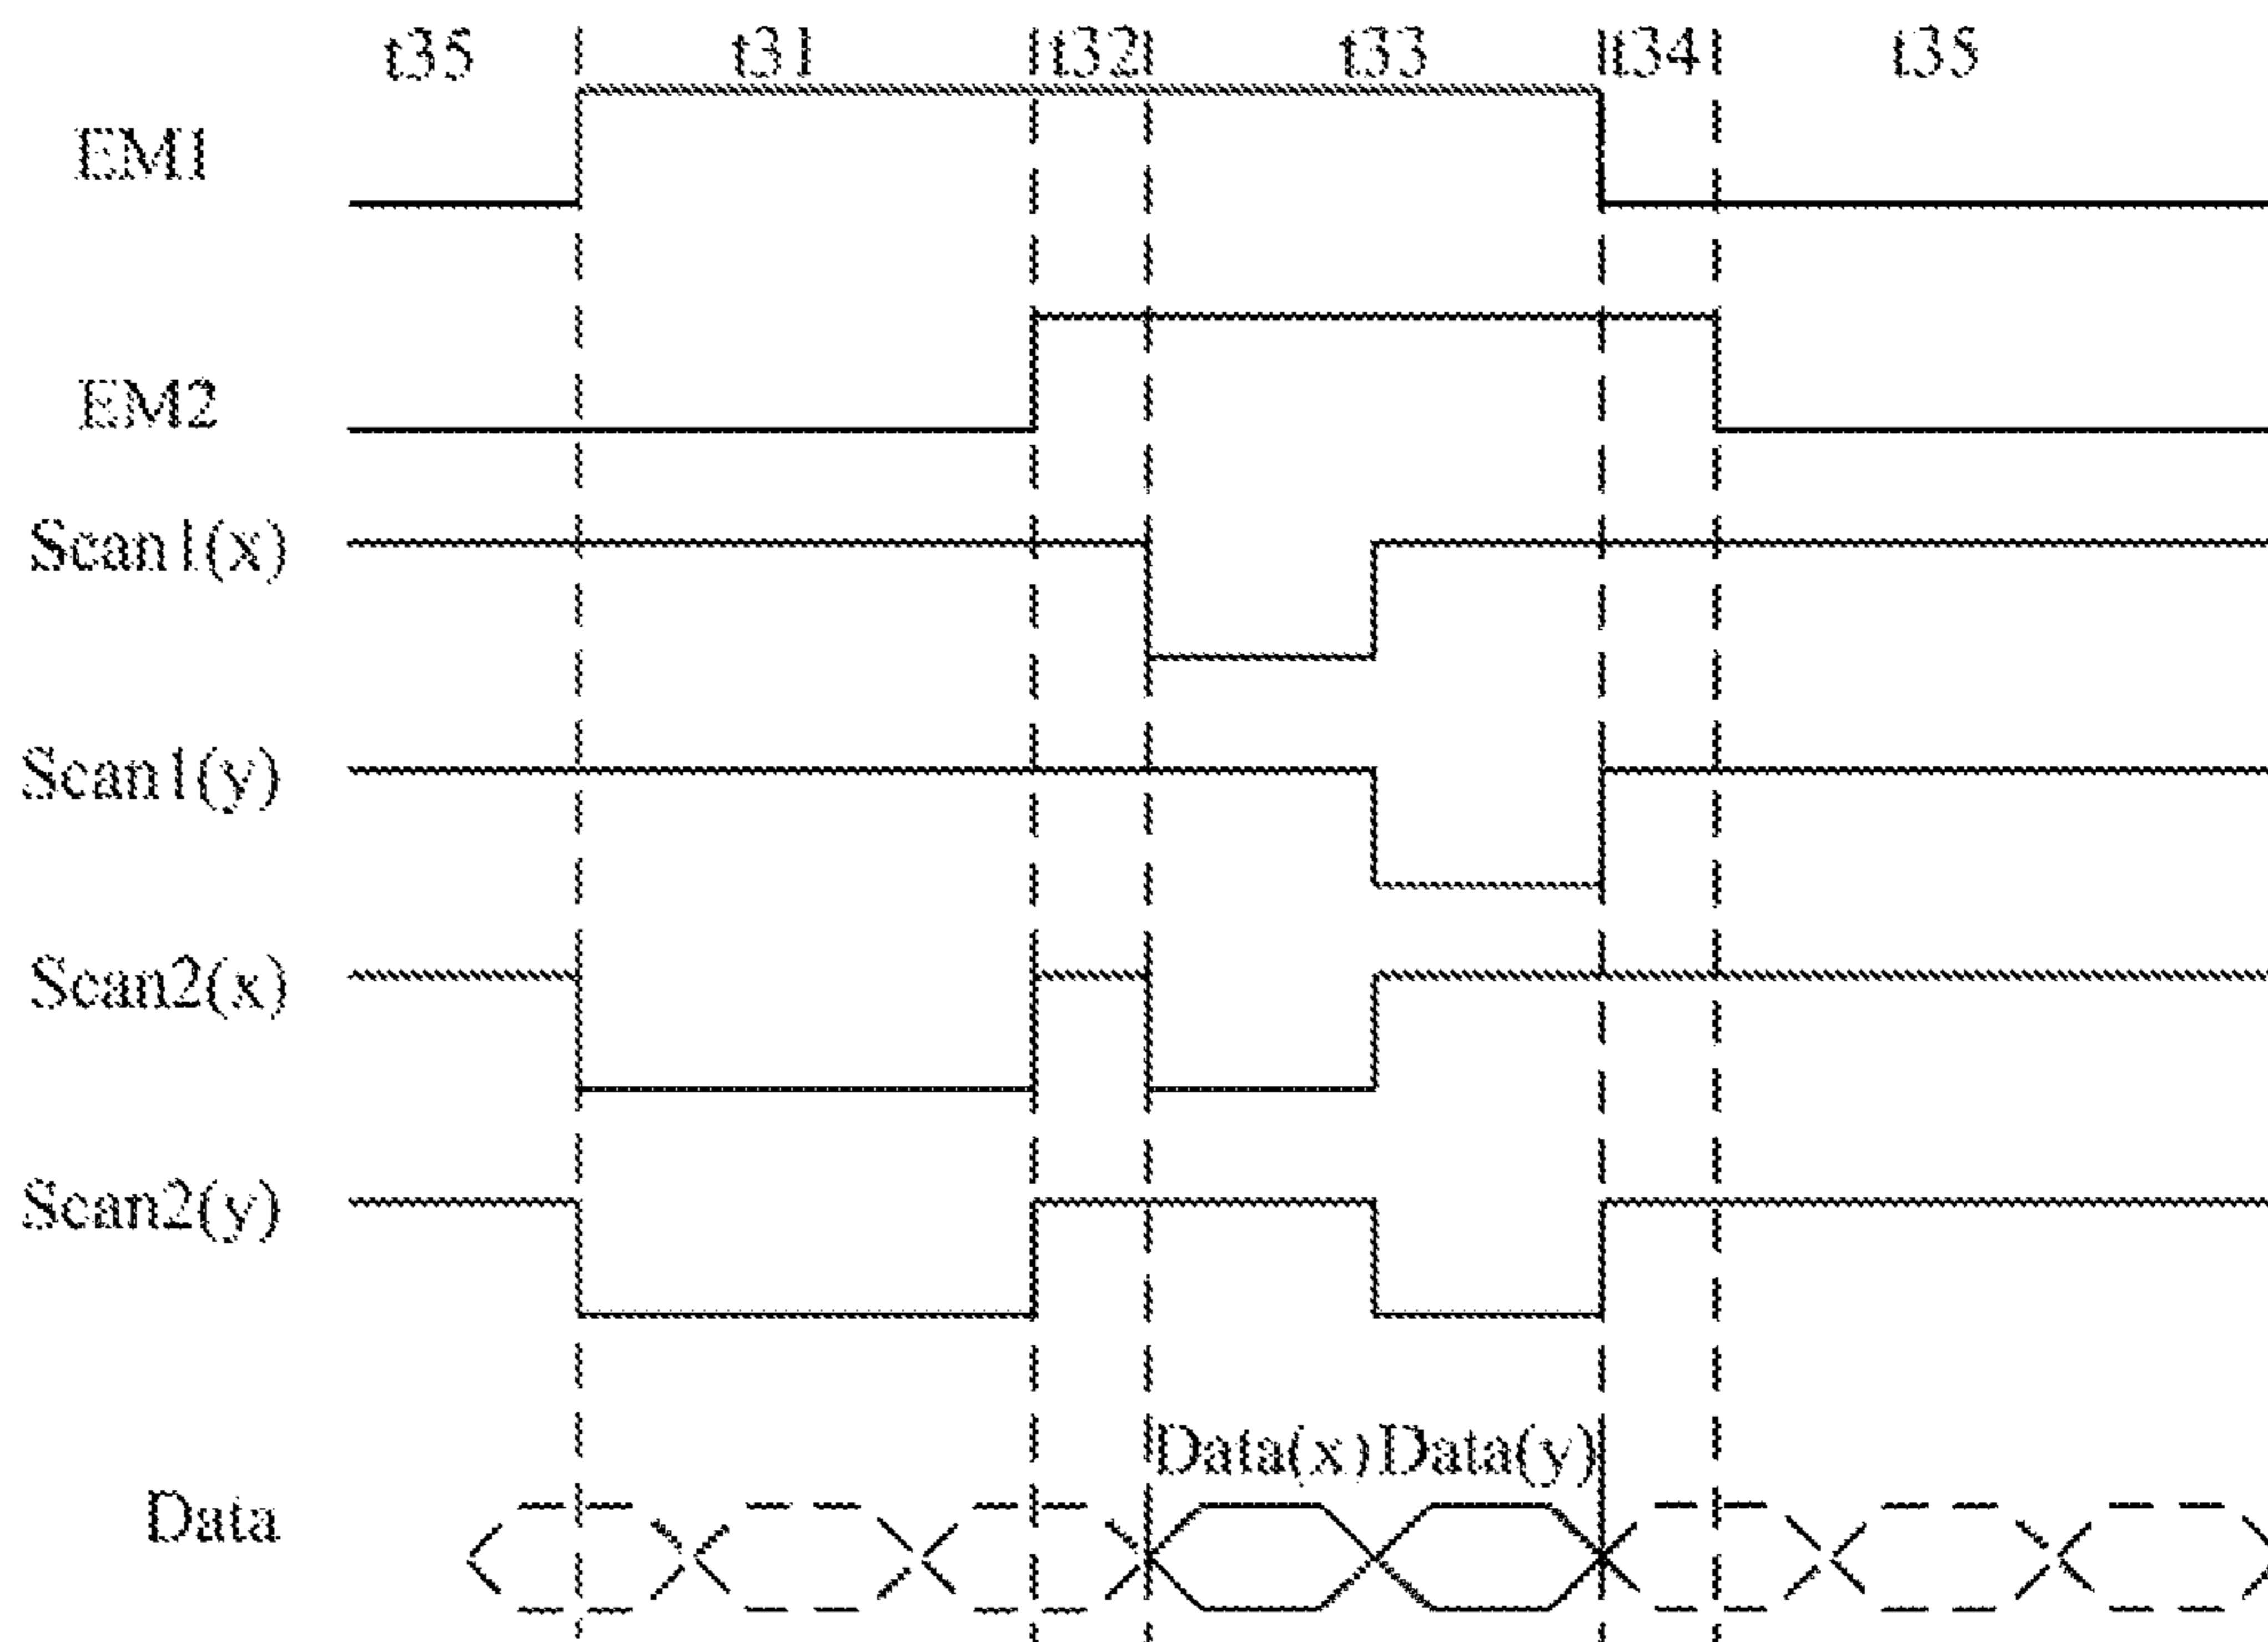 t35 t31 t32 t33 t34 t35
EM1
EM2
Scan1(x)
Scan1(y)
Scan2(x)
Scan2(y)
Data(x) Data(y)
Data